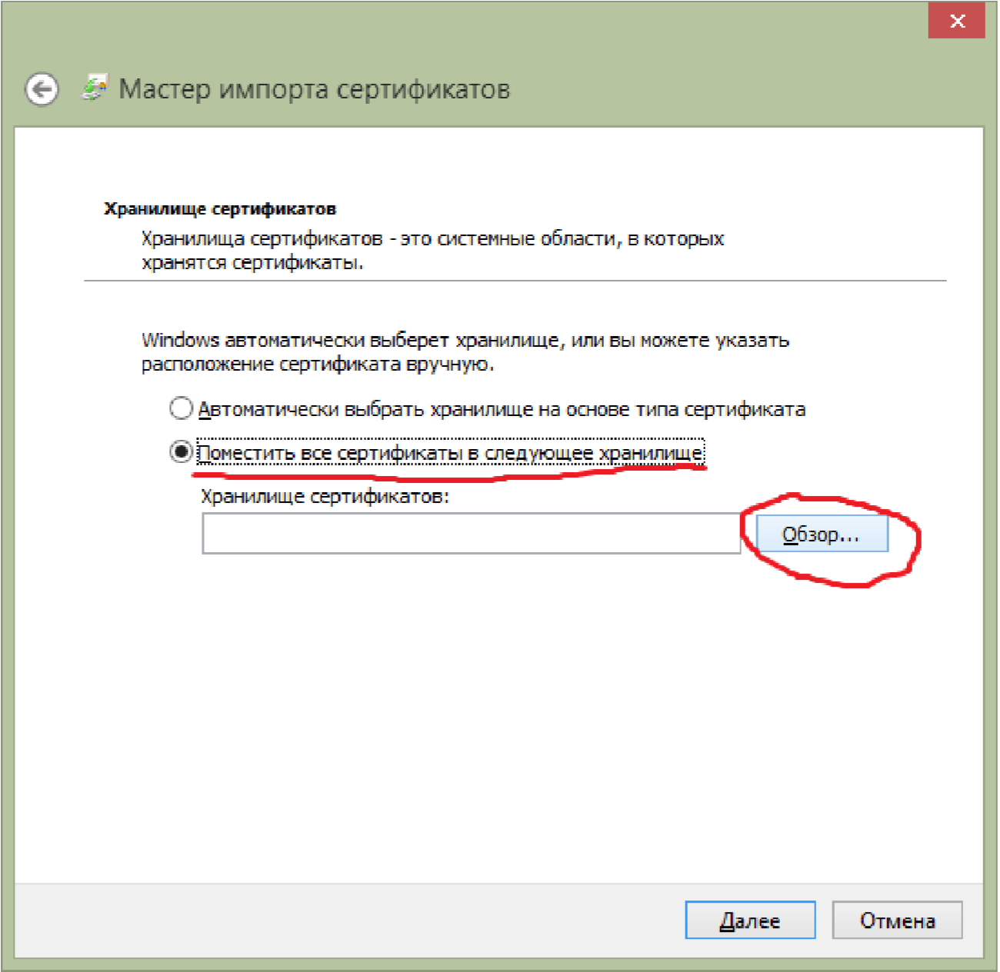 Мастер импорта сертификатов
Хранилище сертификатов
Хранилища сертификатов - это системные области, в которых
хранятся сертификаты.
Windows автоматически выберет хранилище, или вы можете указать
расположение сертификата вручную.
Автоматически выбрать хранилище на основе типа сертификата
Поместить все сертификаты в следующее хранилище
Хранилище сертификатов:
Обзор...
Далее
Отмена